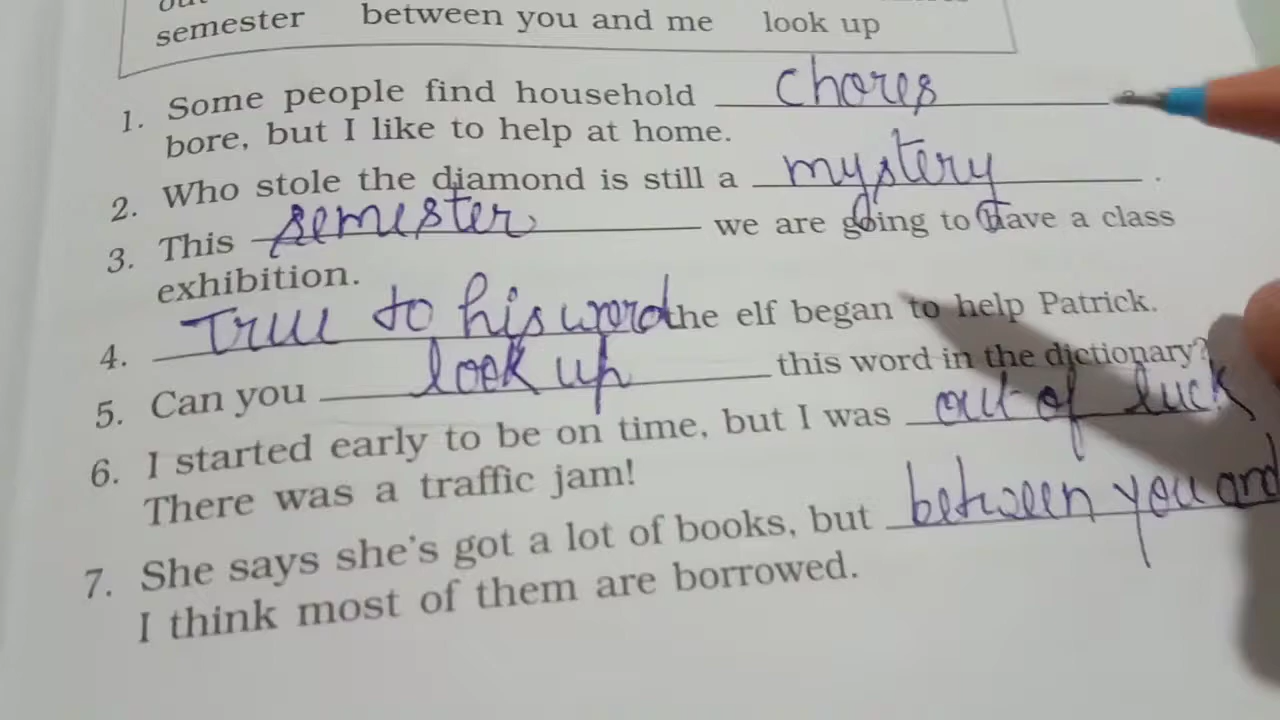 semester between you and me look up
1. Some people find household chores
bore, but I like to help at home.
2. Who stole the diamond is still a mystery .
3. This semester we are going to have a class
exhibition.
4. True to his word the elf began to help Patrick.
5. Can you look up this word in the dictionary?
6. I started early to be on time, but I was out of luck
There was a traffic jam!
7. She says she's got a lot of books, but between you and
I think most of them are borrowed.